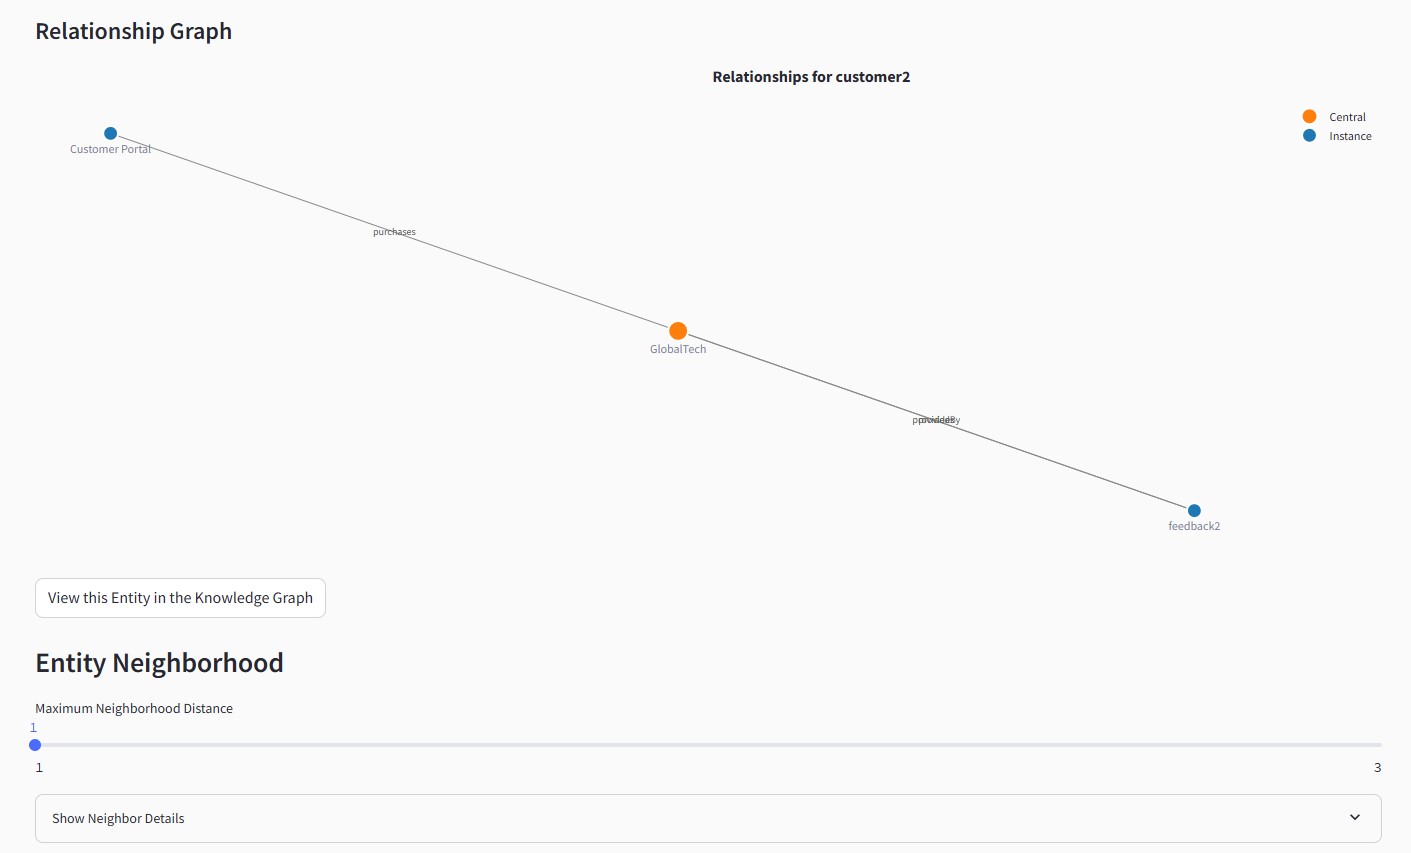 Relationship Graph
Relationships for customer2
Central
Instance
Customer Portal
purchases
GlobalTech
feedback2
View this Entity in the Knowledge Graph
Entity Neighborhood
Maximum Neighborhood Distance
1
1
3
Show Neighbor Details